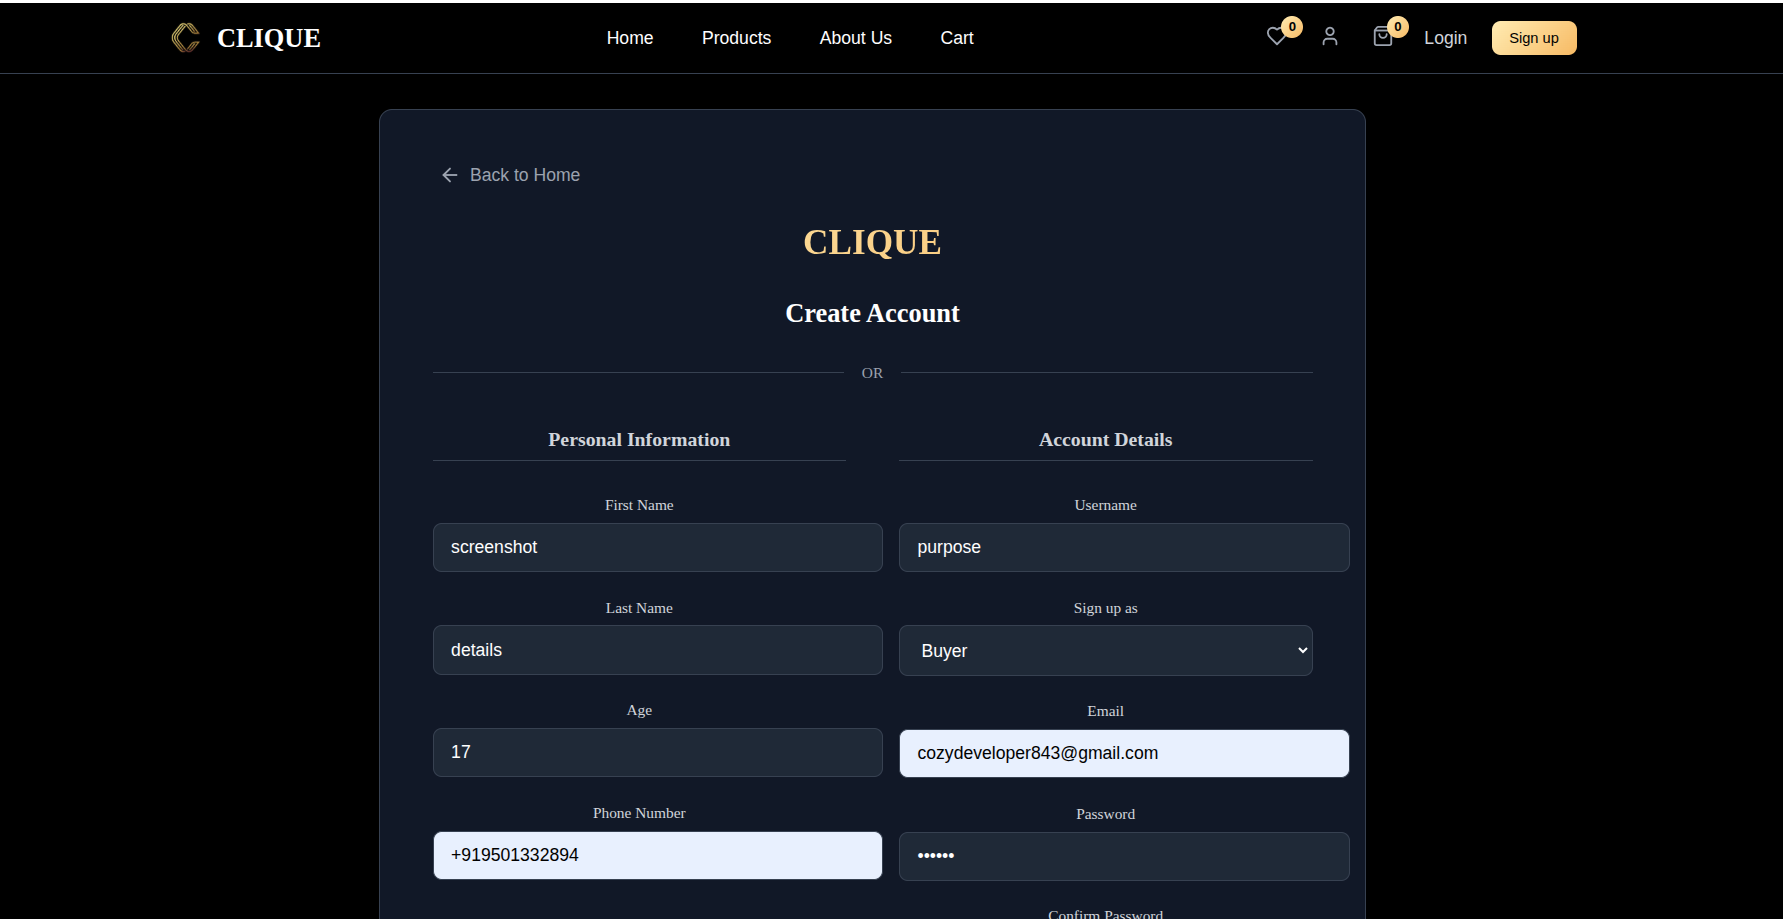 CLIQUE
Home Products About Us Cart
0 0 Login Sign up
Back to Home
CLIQUE
Create Account
OR
Personal Information
First Name
screenshot
Last Name
details
Age
17
Phone Number
+919501332894
Account Details
Username
purpose
Sign up as
Buyer
Email
cozydeveloper843@gmail.com
Password
••••••
Confirm Password